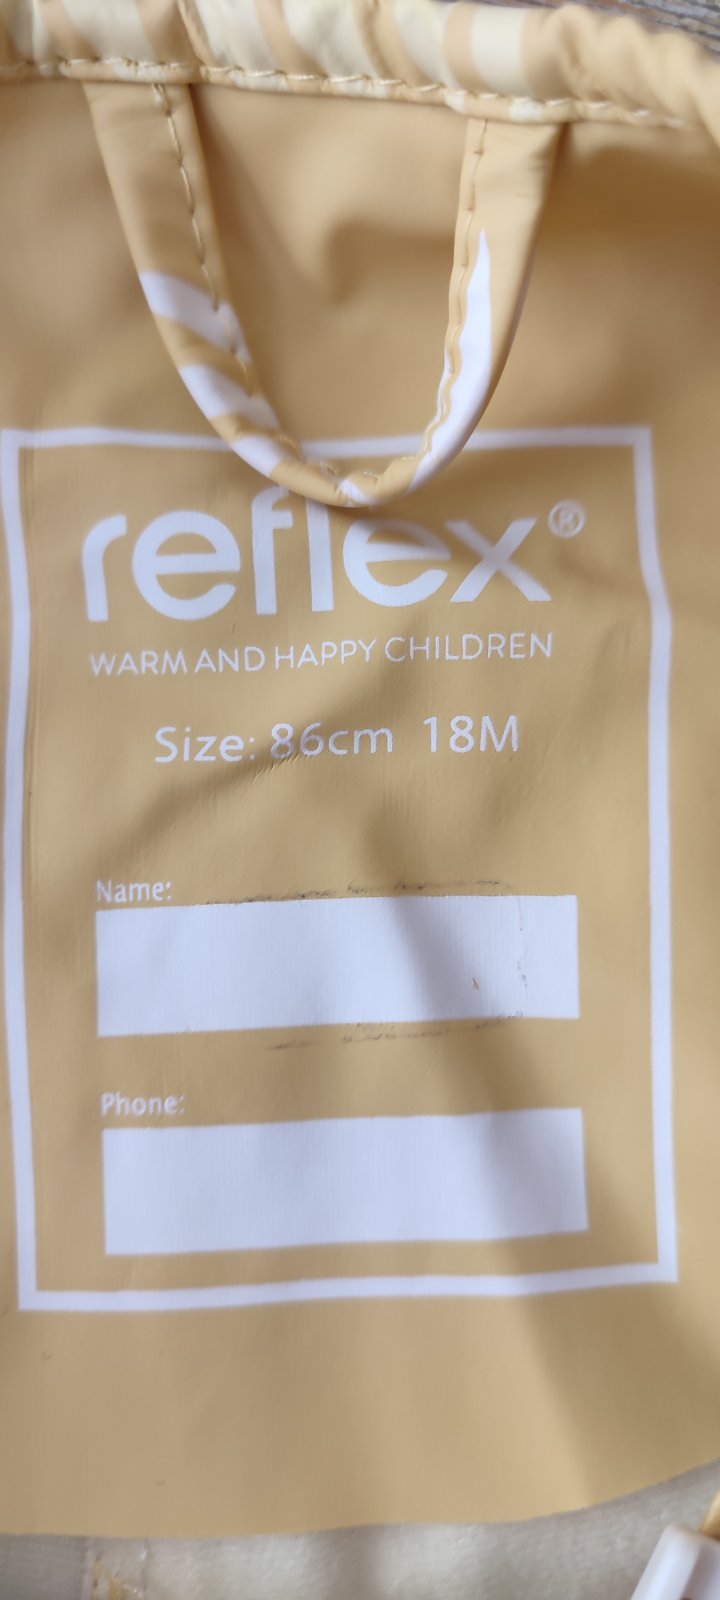 reflex®
WARM AND HAPPY CHILDREN
Size: 86cm 18M
Name:
Phone: